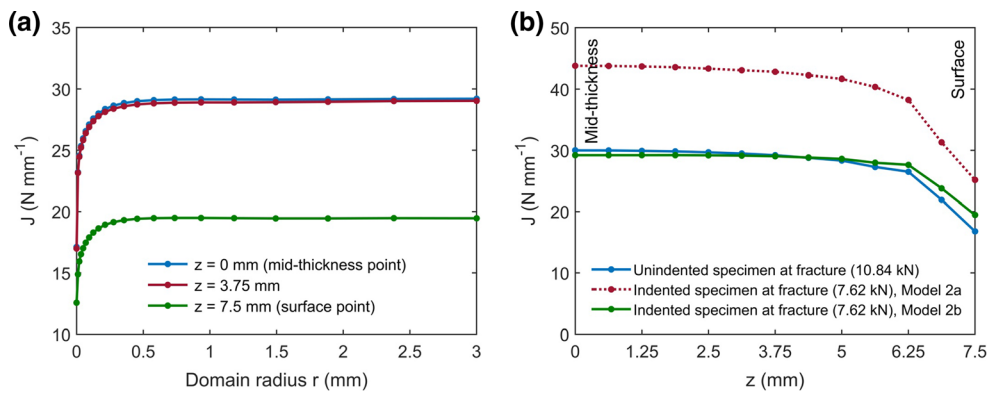 (a)
35
30
25
20
15
10
J (N mm-1)
z = 0 mm (mid-thickness point)
z = 3.75 mm
z = 7.5 mm (surface point)
0 0.5 1 1.5 2 2.5 3
Domain radius r (mm)
(b)
50
40
30
20
10
0
J (N mm-1)
Mid-thickness
Surface
Unindented specimen at fracture (10.84 kN)
Indented specimen at fracture (7.62 kN), Model 2a
Indented specimen at fracture (7.62 kN), Model 2b
0 1.25 2.5 3.75 5 6.25 7.5
z (mm)